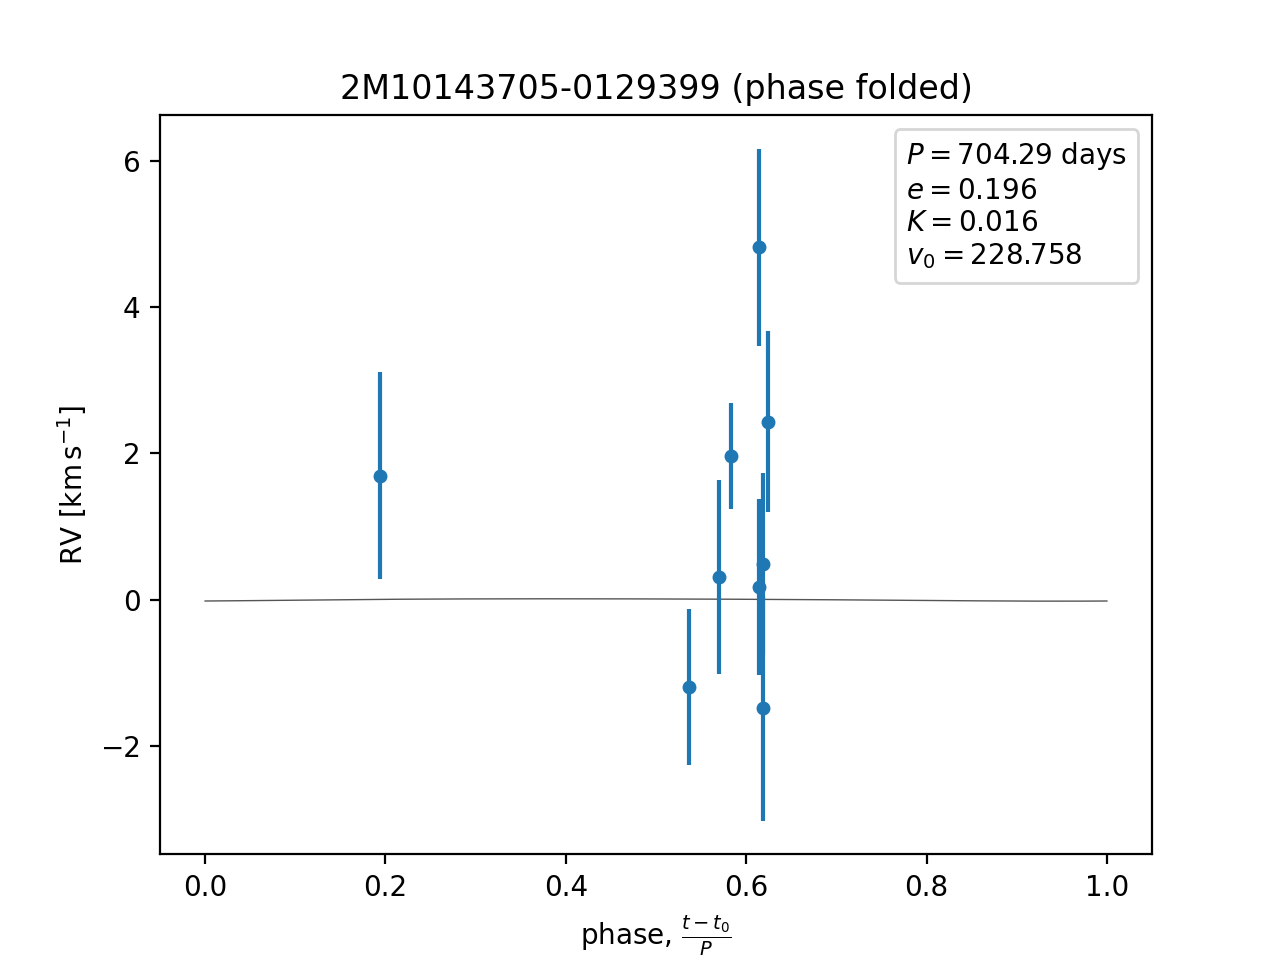 2M10143705-0129399 (phase folded)
P = 704.29 days
e = 0.196
K = 0.016
v₀ = 228.758
6
4
2
0
−2
RV [km s⁻¹]
0.0 0.2 0.4 0.6 0.8 1.0
phase, (t − t₀)/P